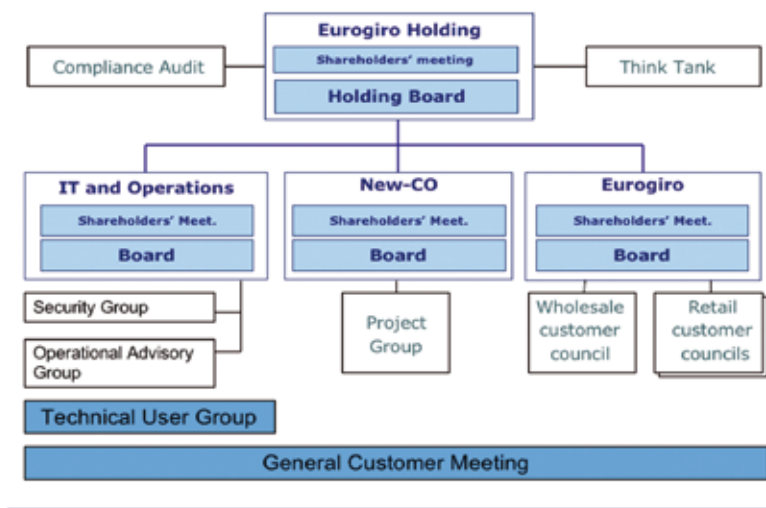 Eurogiro Holding
Shareholders' meeting
Holding Board
Compliance Audit
Think Tank
IT and Operations
Shareholders' Meet.
Board
New-CO
Shareholders' Meet.
Board
Eurogiro
Shareholders' Meet.
Board
Security Group
Operational Advisory
Group
Project
Group
Wholesale
customer
council
Retail
customer
councils
Technical User Group
General Customer Meeting